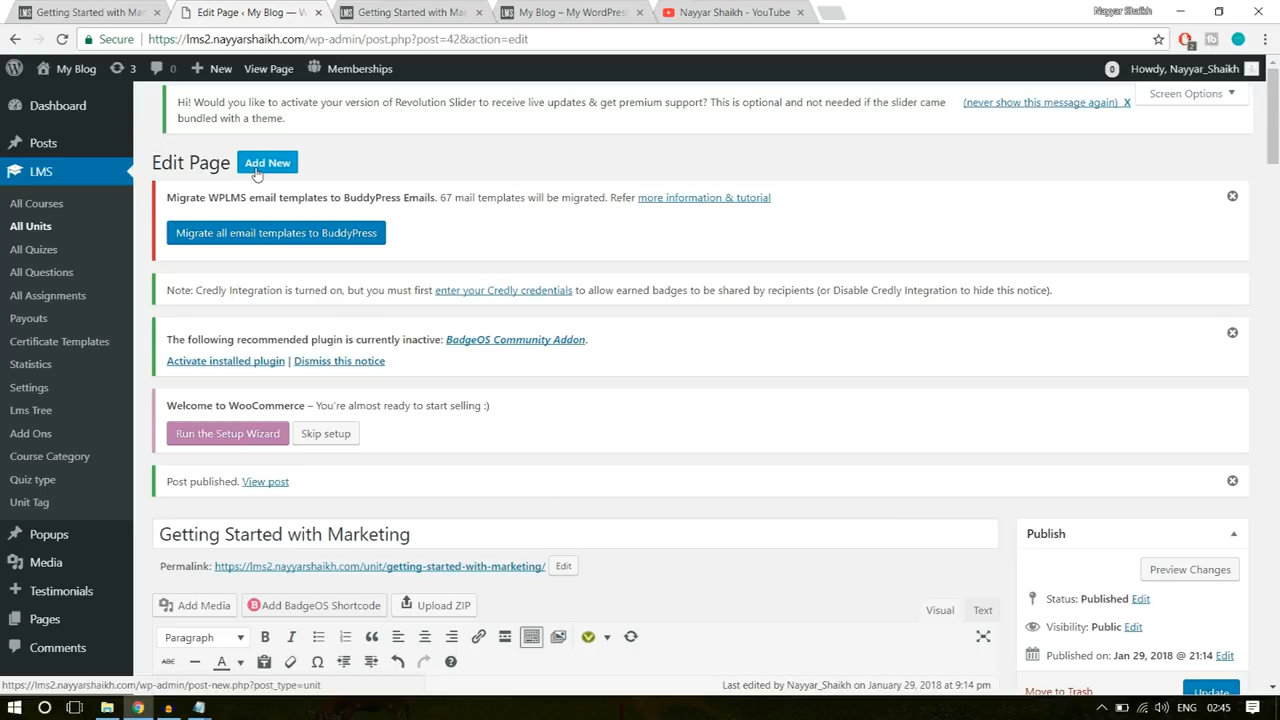 Getting Started with Ma
Edit Page ‹ My Blog — W
Getting Started with Ma
My Blog – My WordPress
Nayyar Shaikh - YouTube
Nayyar Shaikh
Secure
https://lms2.nayyarshaikh.com/wp-admin/post.php?post=42&action=edit
My Blog 3 0 New View Page Memberships
0 Howdy, Nayyar_Shaikh
Dashboard
Posts
LMS
All Courses
All Units
All Quizes
All Questions
All Assignments
Payouts
Certificate Templates
Statistics
Settings
Lms Tree
Add Ons
Course Category
Quiz type
Unit Tag
Popups
Media
Testimonials
Pages
Comments
Hi! Would you like to activate your version of Revolution Slider to receive live updates & get premium support? This is optional and not needed if the slider came
bundled with a theme.
(never show this message again) X
Screen Options
Edit Page Add New
Migrate WPLMS email templates to BuddyPress Emails. 67 mail templates will be migrated. Refer more information & tutorial
Migrate all email templates to BuddyPress
Note: Credly Integration is turned on, but you must first enter your Credly credentials to allow earned badges to be shared by recipients (or Disable Credly Integration to hide this notice).
The following recommended plugin is currently inactive: BadgeOS Community Addon.
Activate installed plugin | Dismiss this notice
Welcome to WooCommerce – You're almost ready to start selling :)
Run the Setup Wizard Skip setup
Post published. View post
Getting Started with Marketing
Permalink: https://lms2.nayyarshaikh.com/unit/getting-started-with-marketing/ Edit
Add Media Add BadgeOS Shortcode Upload ZIP
Visual Text
Paragraph
ABC
Last edited by Nayyar_Shaikh on January 29, 2018 at 9:14 pm
Publish
Preview Changes
Status: Published Edit
Visibility: Public Edit
Published on: Jan 29, 2018 @ 21:14 Edit
Move to Trash Update
https://lms2.nayyarshaikh.com/wp-admin/post-new.php?post_type=unit
ENG 02:45